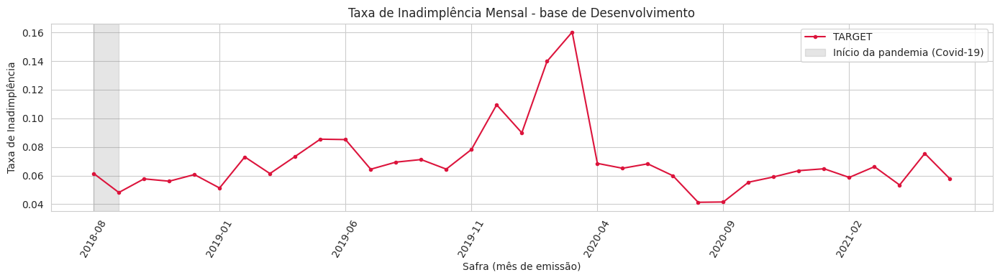 Taxa de Inadimplência Mensal - base de Desenvolvimento
TARGET
Início da pandemia (Covid-19)
Taxa de Inadimplência
0.16
0.14
0.12
0.10
0.08
0.06
0.04
2018-08
2019-01
2019-06
2019-11
2020-04
2020-09
2021-02
Safra (mês de emissão)